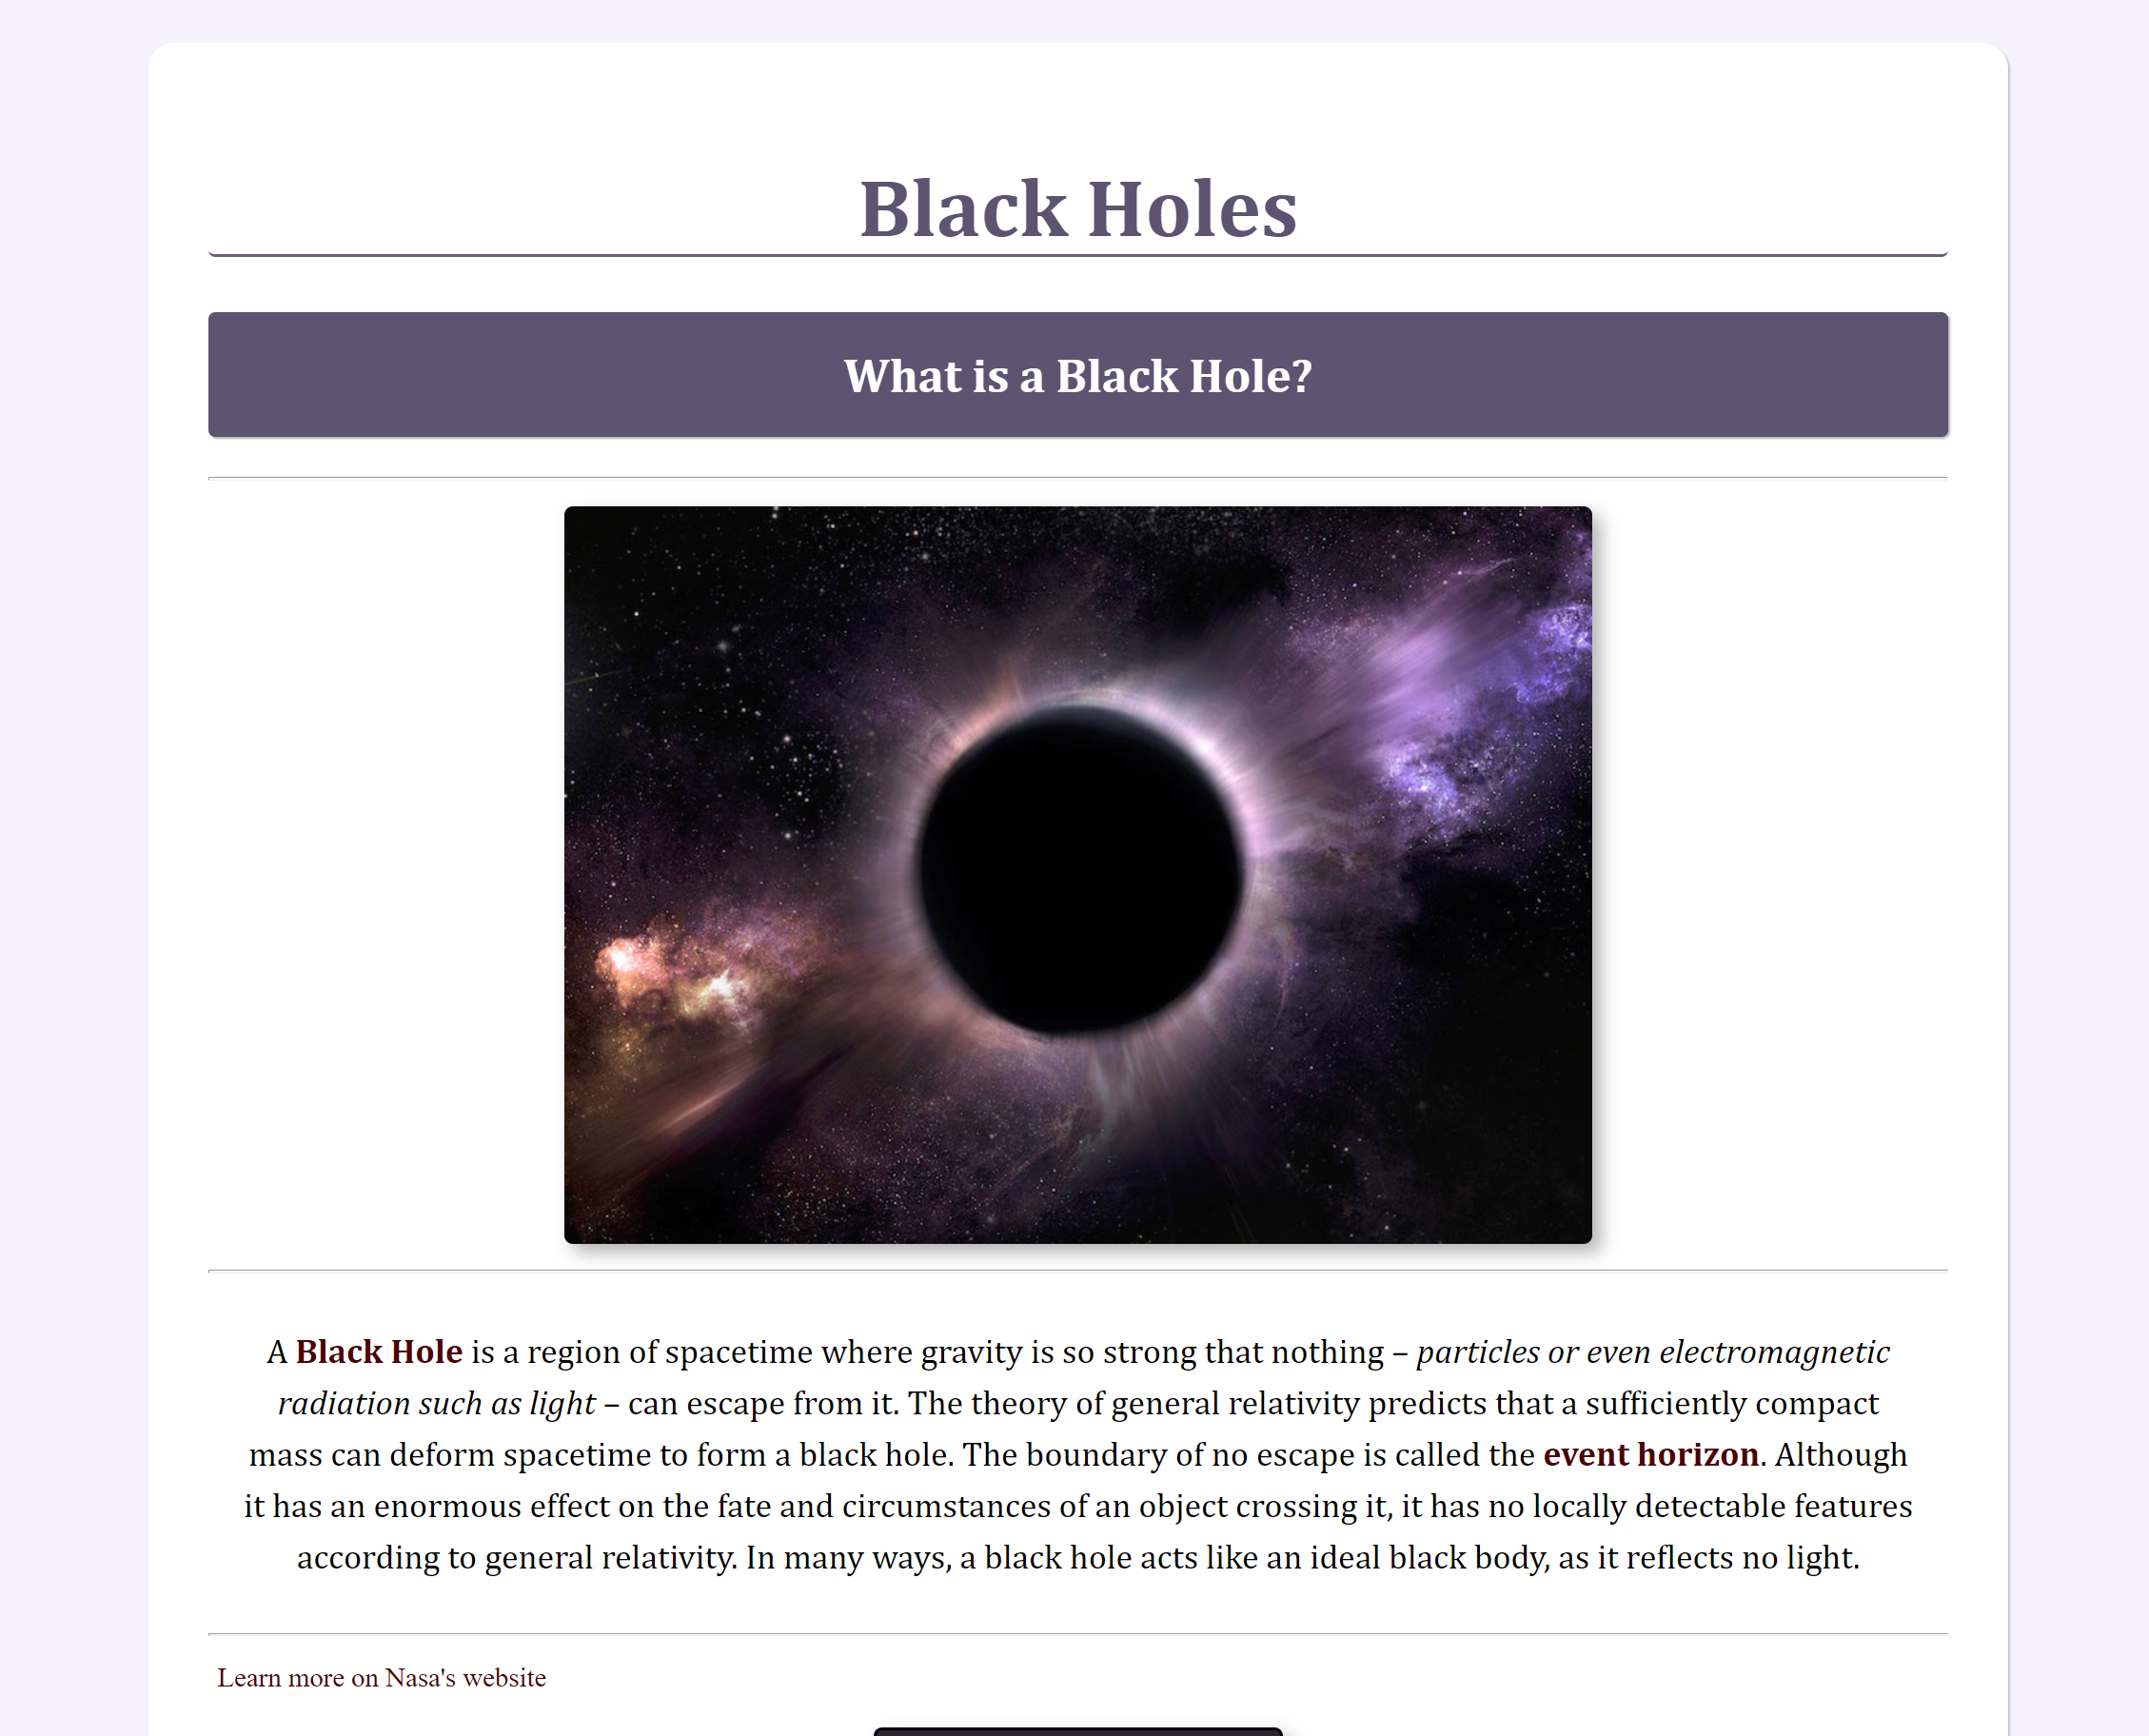 Black Holes
What is a Black Hole?
A Black Hole is a region of spacetime where gravity is so strong that nothing – particles or even electromagnetic
radiation such as light – can escape from it. The theory of general relativity predicts that a sufficiently compact
mass can deform spacetime to form a black hole. The boundary of no escape is called the event horizon. Although
it has an enormous effect on the fate and circumstances of an object crossing it, it has no locally detectable features
according to general relativity. In many ways, a black hole acts like an ideal black body, as it reflects no light.
Learn more on Nasa's website